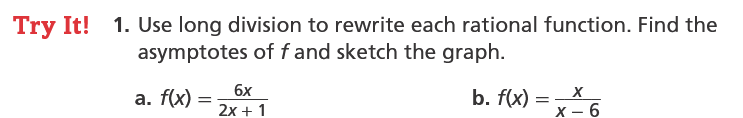 Try It! 1. Use long division to rewrite each rational function. Find the
asymptotes of f and sketch the graph.
a. f(x) = 6x / 2x + 1 b. f(x) = x / x − 6